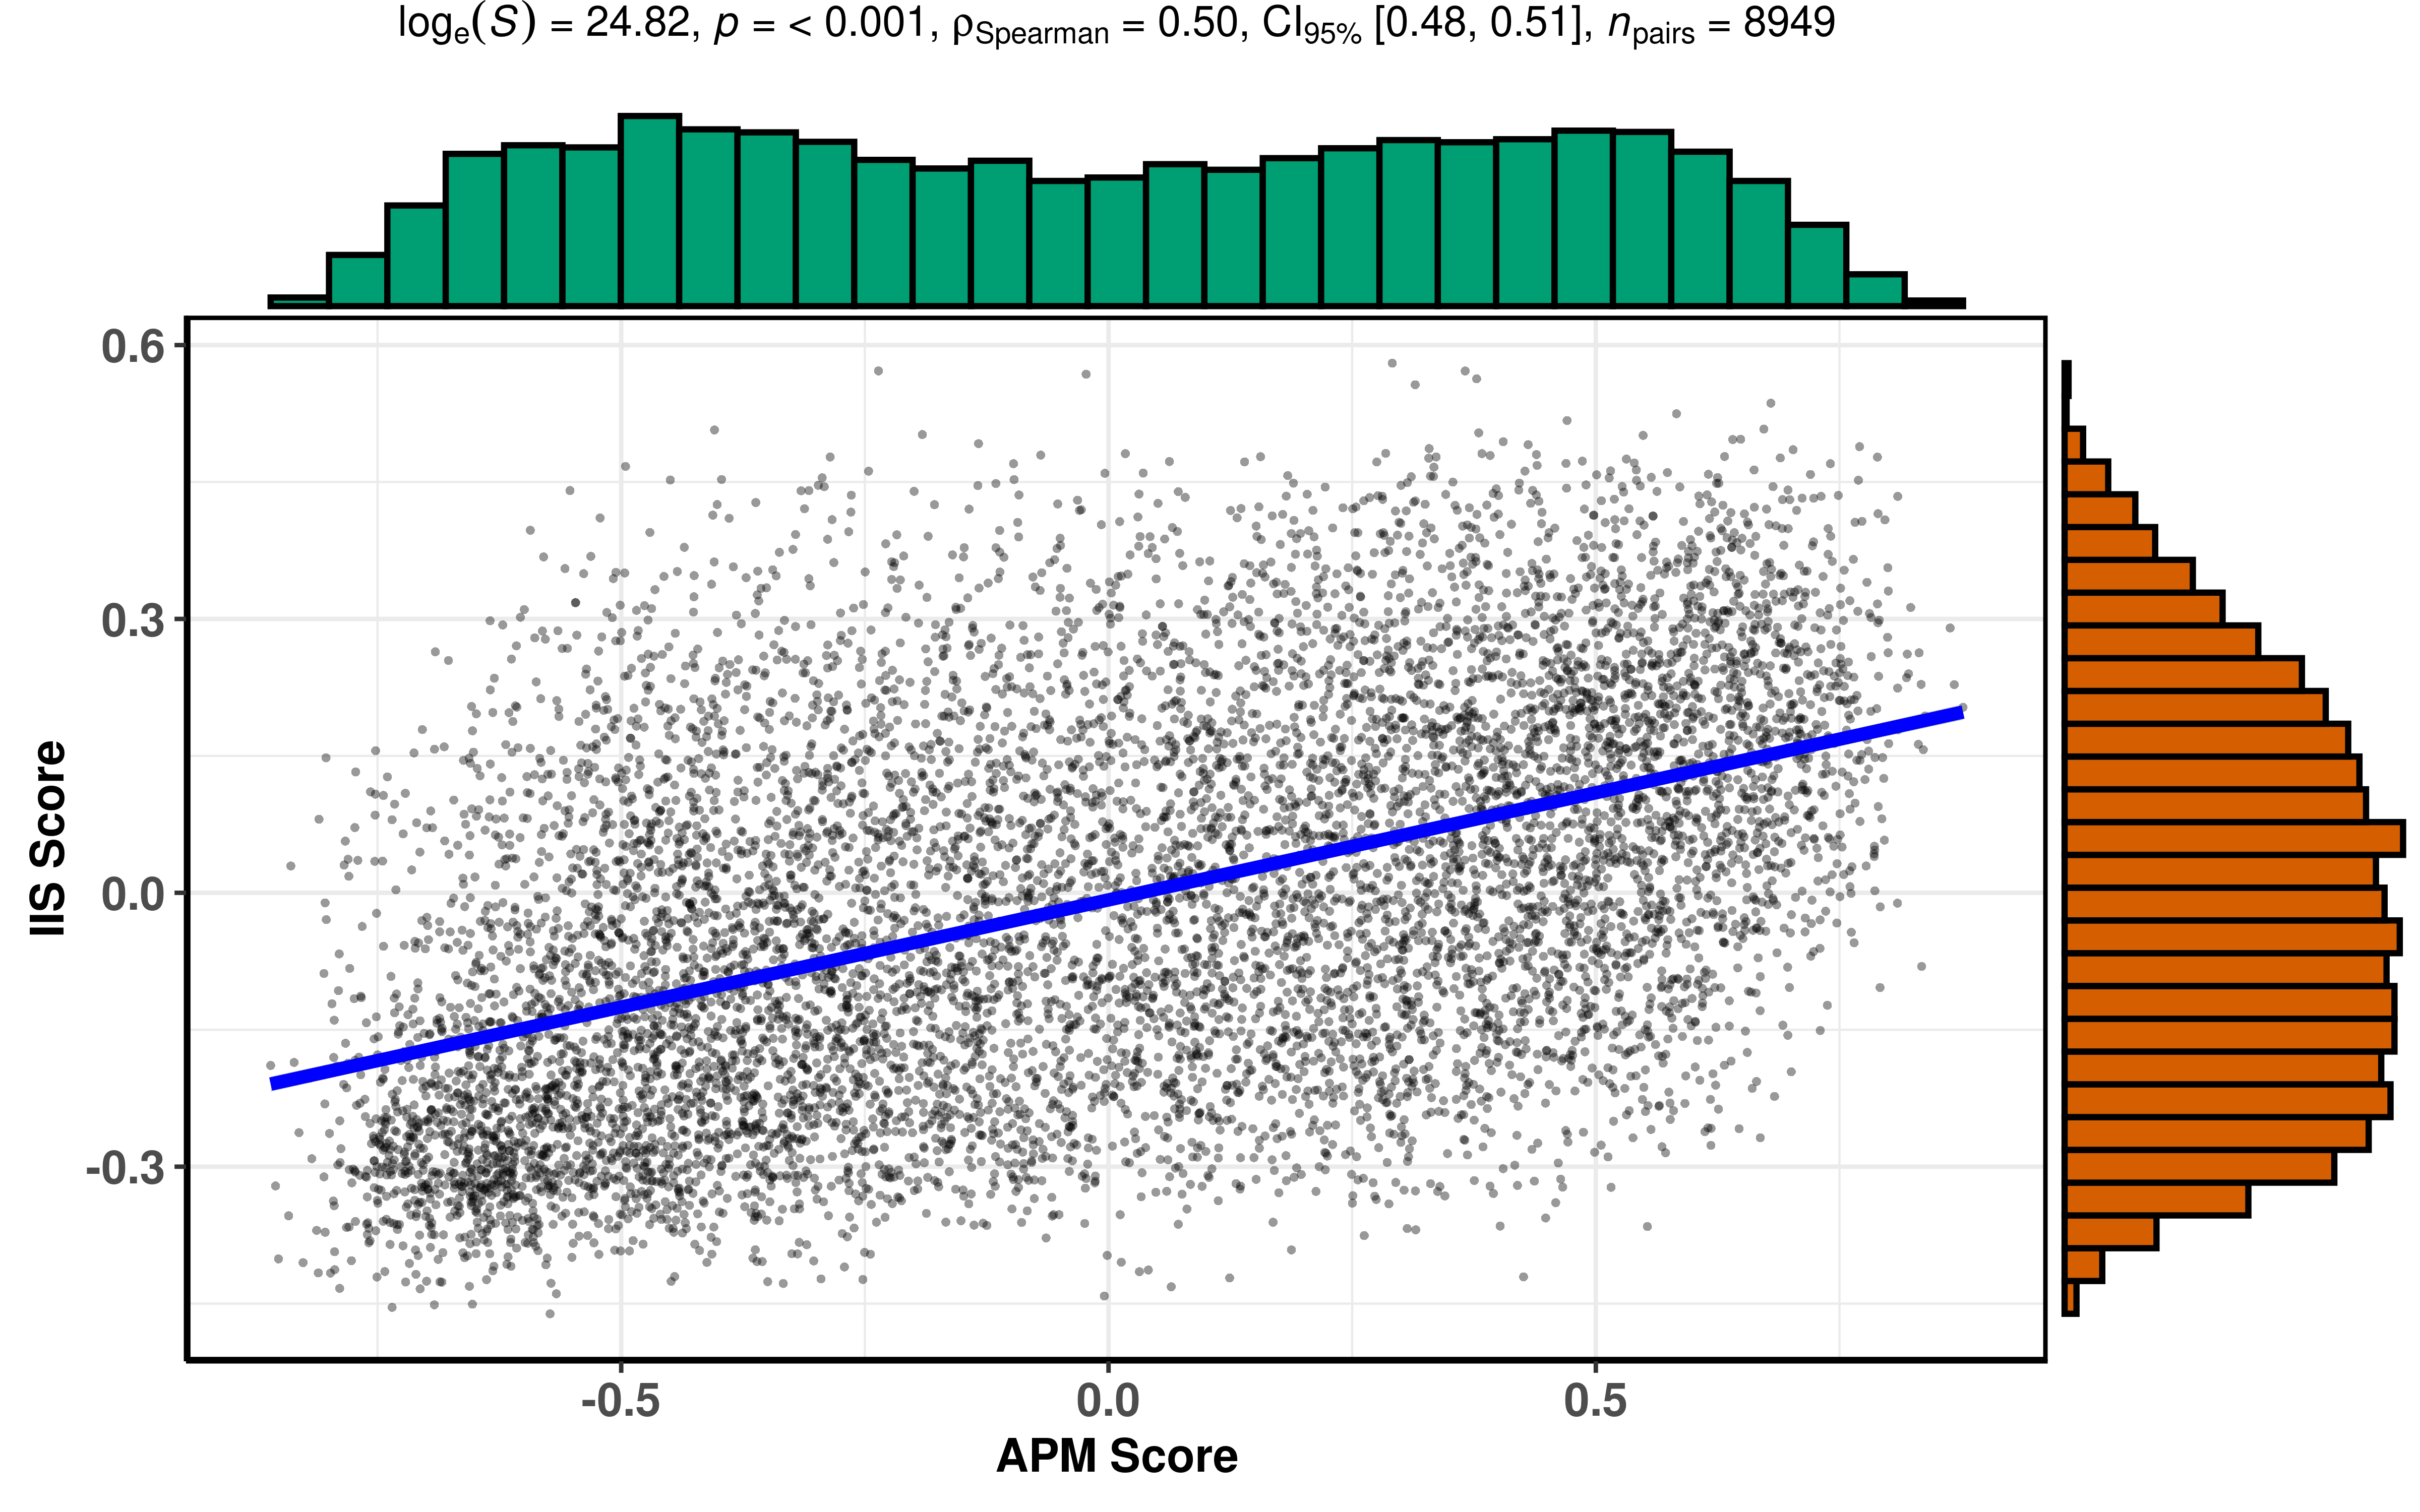 logₑ(S) = 24.82, p = < 0.001, ρSpearman = 0.50, CI95% [0.48, 0.51], npairs = 8949
0.6
0.3
0.0
-0.3
IIS Score
-0.5 0.0 0.5
APM Score